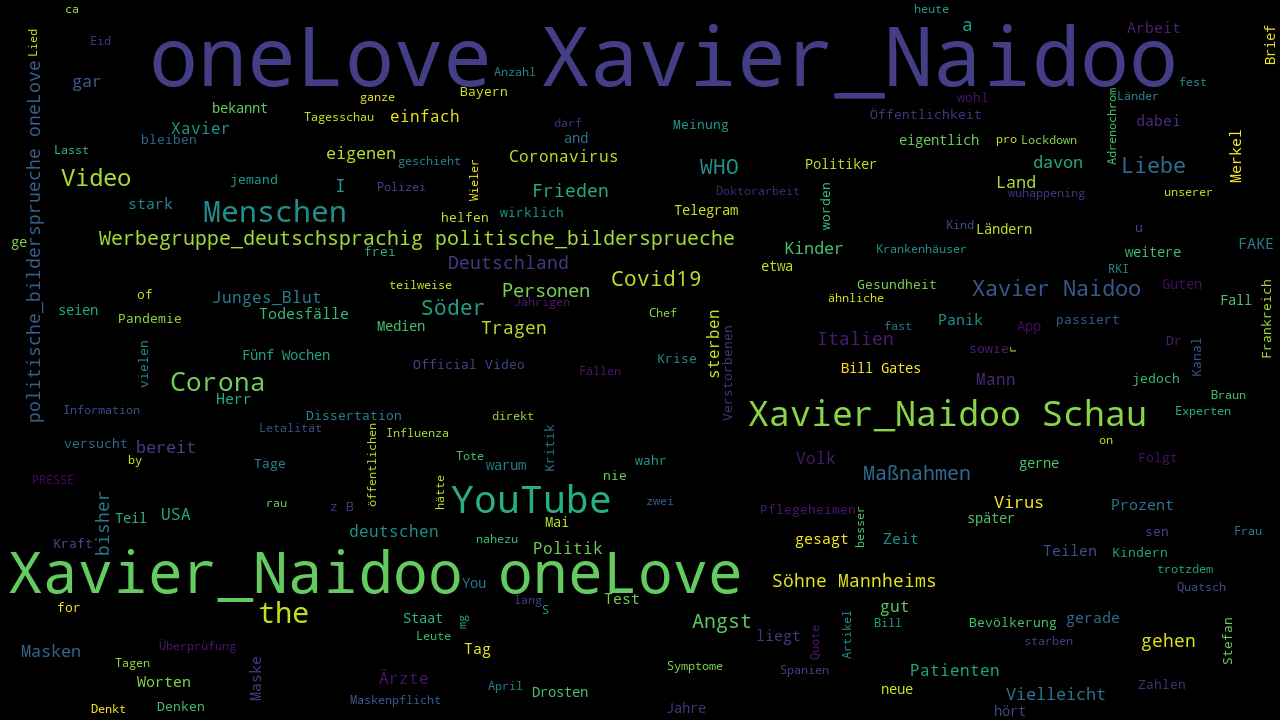 ca
heute
oneLove Xavier_Naidoo
a
Arbeit
Brief
Lied
Eid
gar
Anzahl
Bayern
fest
bekannt
ganze
Tagesschau
einfach
darf
and
Meinung
wohl
Öffentlichkeit
Länder
dabei
Adrenochrom
Xavier
bleiben
Lasst
eigenen
geschieht
Coronavirus
WHO
Politiker
eigentlich
pro
Lockdown
davon
Liebe
Merkel
Video
jemand
I
Polizei
Wieler
Frieden
Doktorarbeit
Land
wuhappening
unserer
stark
Menschen
helfen
wirklich
Telegram
worden
Kind
Ländern
u
ge
Werbegruppe_deutschsprachig politische_bildersprueche
frei
Kinder
Krankenhäuser
weitere
FAKE
politische_bildersprueche oneLove
Deutschland
Covid19
etwa
RKI
of
Junges_Blut
teilweise
Personen
Jährigen
Gesundheit
ähnliche
Xavier Naidoo
Guten
Fall
Frankreich
seien
Pandemie
Todesfälle
Söder
Medien
Tragen
Chef
fast
Panik
App
passiert
vielen
Fünf Wochen
Official Video
Fällen
Krise
sterben
Verstorbenen
Italien
sowie
r
Dr
Kanal
Bill Gates
Mann
jedoch
Corona
Herr
Braun
Information
Dissertation
direkt
Xavier_Naidoo Schau
Experten
Letalität
Influenza
öffentlichen
Kritik
versucht
bereit
on
by
Tage
Tote
warum
wahr
Volk
Maßnahmen
gerne
Folgt
PRESSE
nie
bisher
rau
z B
hätte
YouTube
zwei
Pflegeheimen
besser
Virus
Prozent
Teil
USA
Mai
später
deutschen
nahezu
Politik
gesagt
Zeit
sen
Frau
Kraft
Teilen
Kindern
Xavier_Naidoo oneLove
You
Söhne Mannheims
trotzdem
Quatsch
for
the
lang
S
Test
gut
Staat
mg
Angst
liegt
Quote
Artikel
Bill
Bevölkerung
gerade
Leute
starben
gehen
Stefan
Masken
Überprüfung
Tag
Tagen
Maske
Symptome
Spanien
Patienten
Worten
Ärzte
April
Drosten
neue
Vielleicht
Zahlen
Denkt
Denken
Maskenpflicht
Jahre
hört